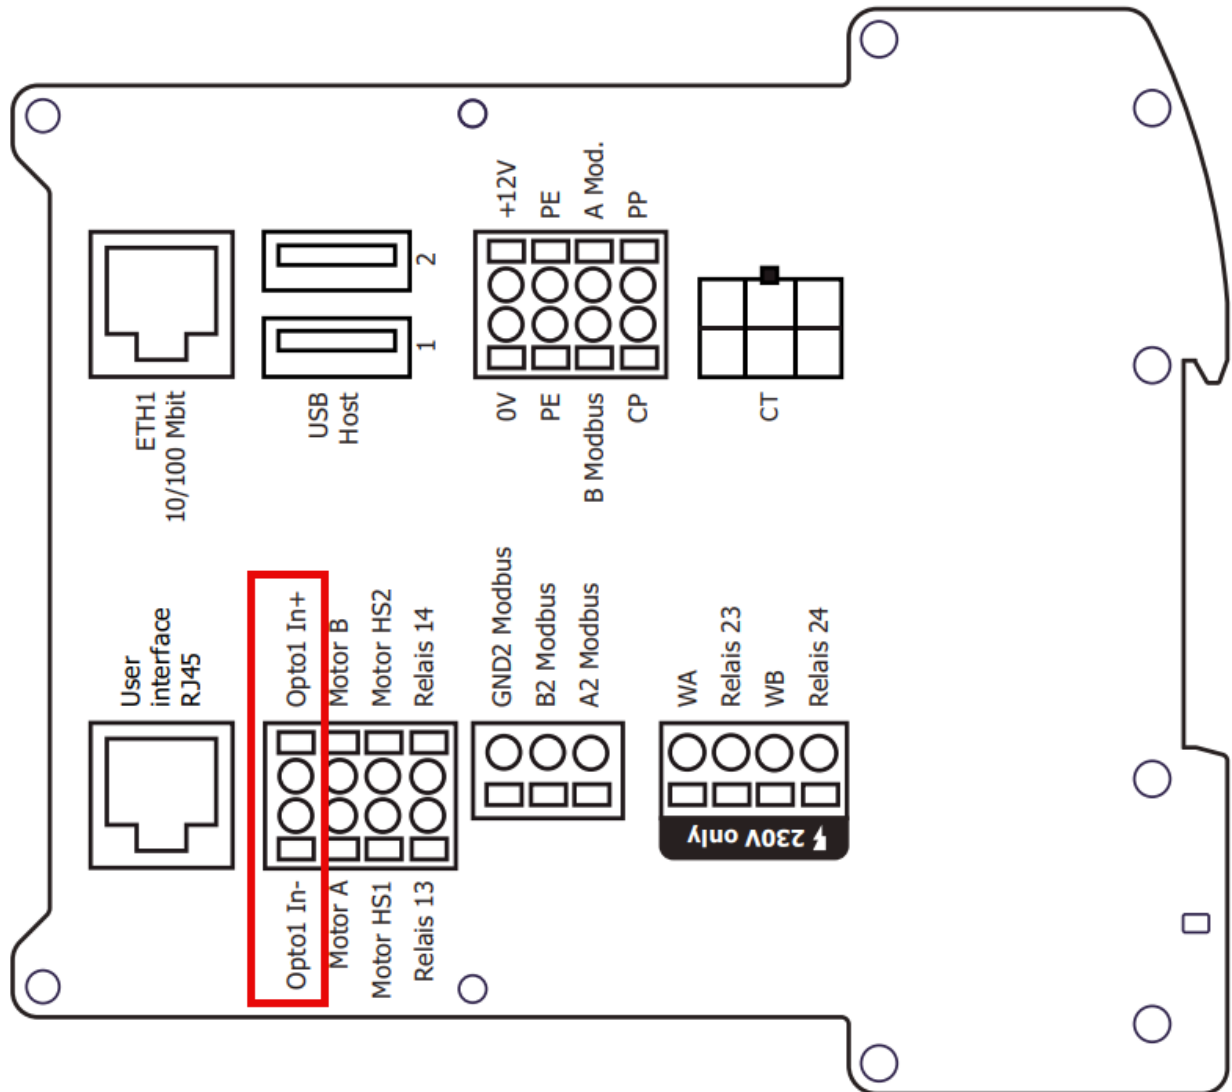 +12V
PE
A Mod.
PP
2
1
ETH1
10/100 Mbit
USB
Host
0V
PE
B Modbus
CP
CT
User
interface
RJ45
Opto1 In+
Motor B
Motor HS2
Relais 14
GND2 Modbus
B2 Modbus
A2 Modbus
WA
Relais 23
WB
Relais 24
230V only
Opto1 In-
Motor A
Motor HS1
Relais 13